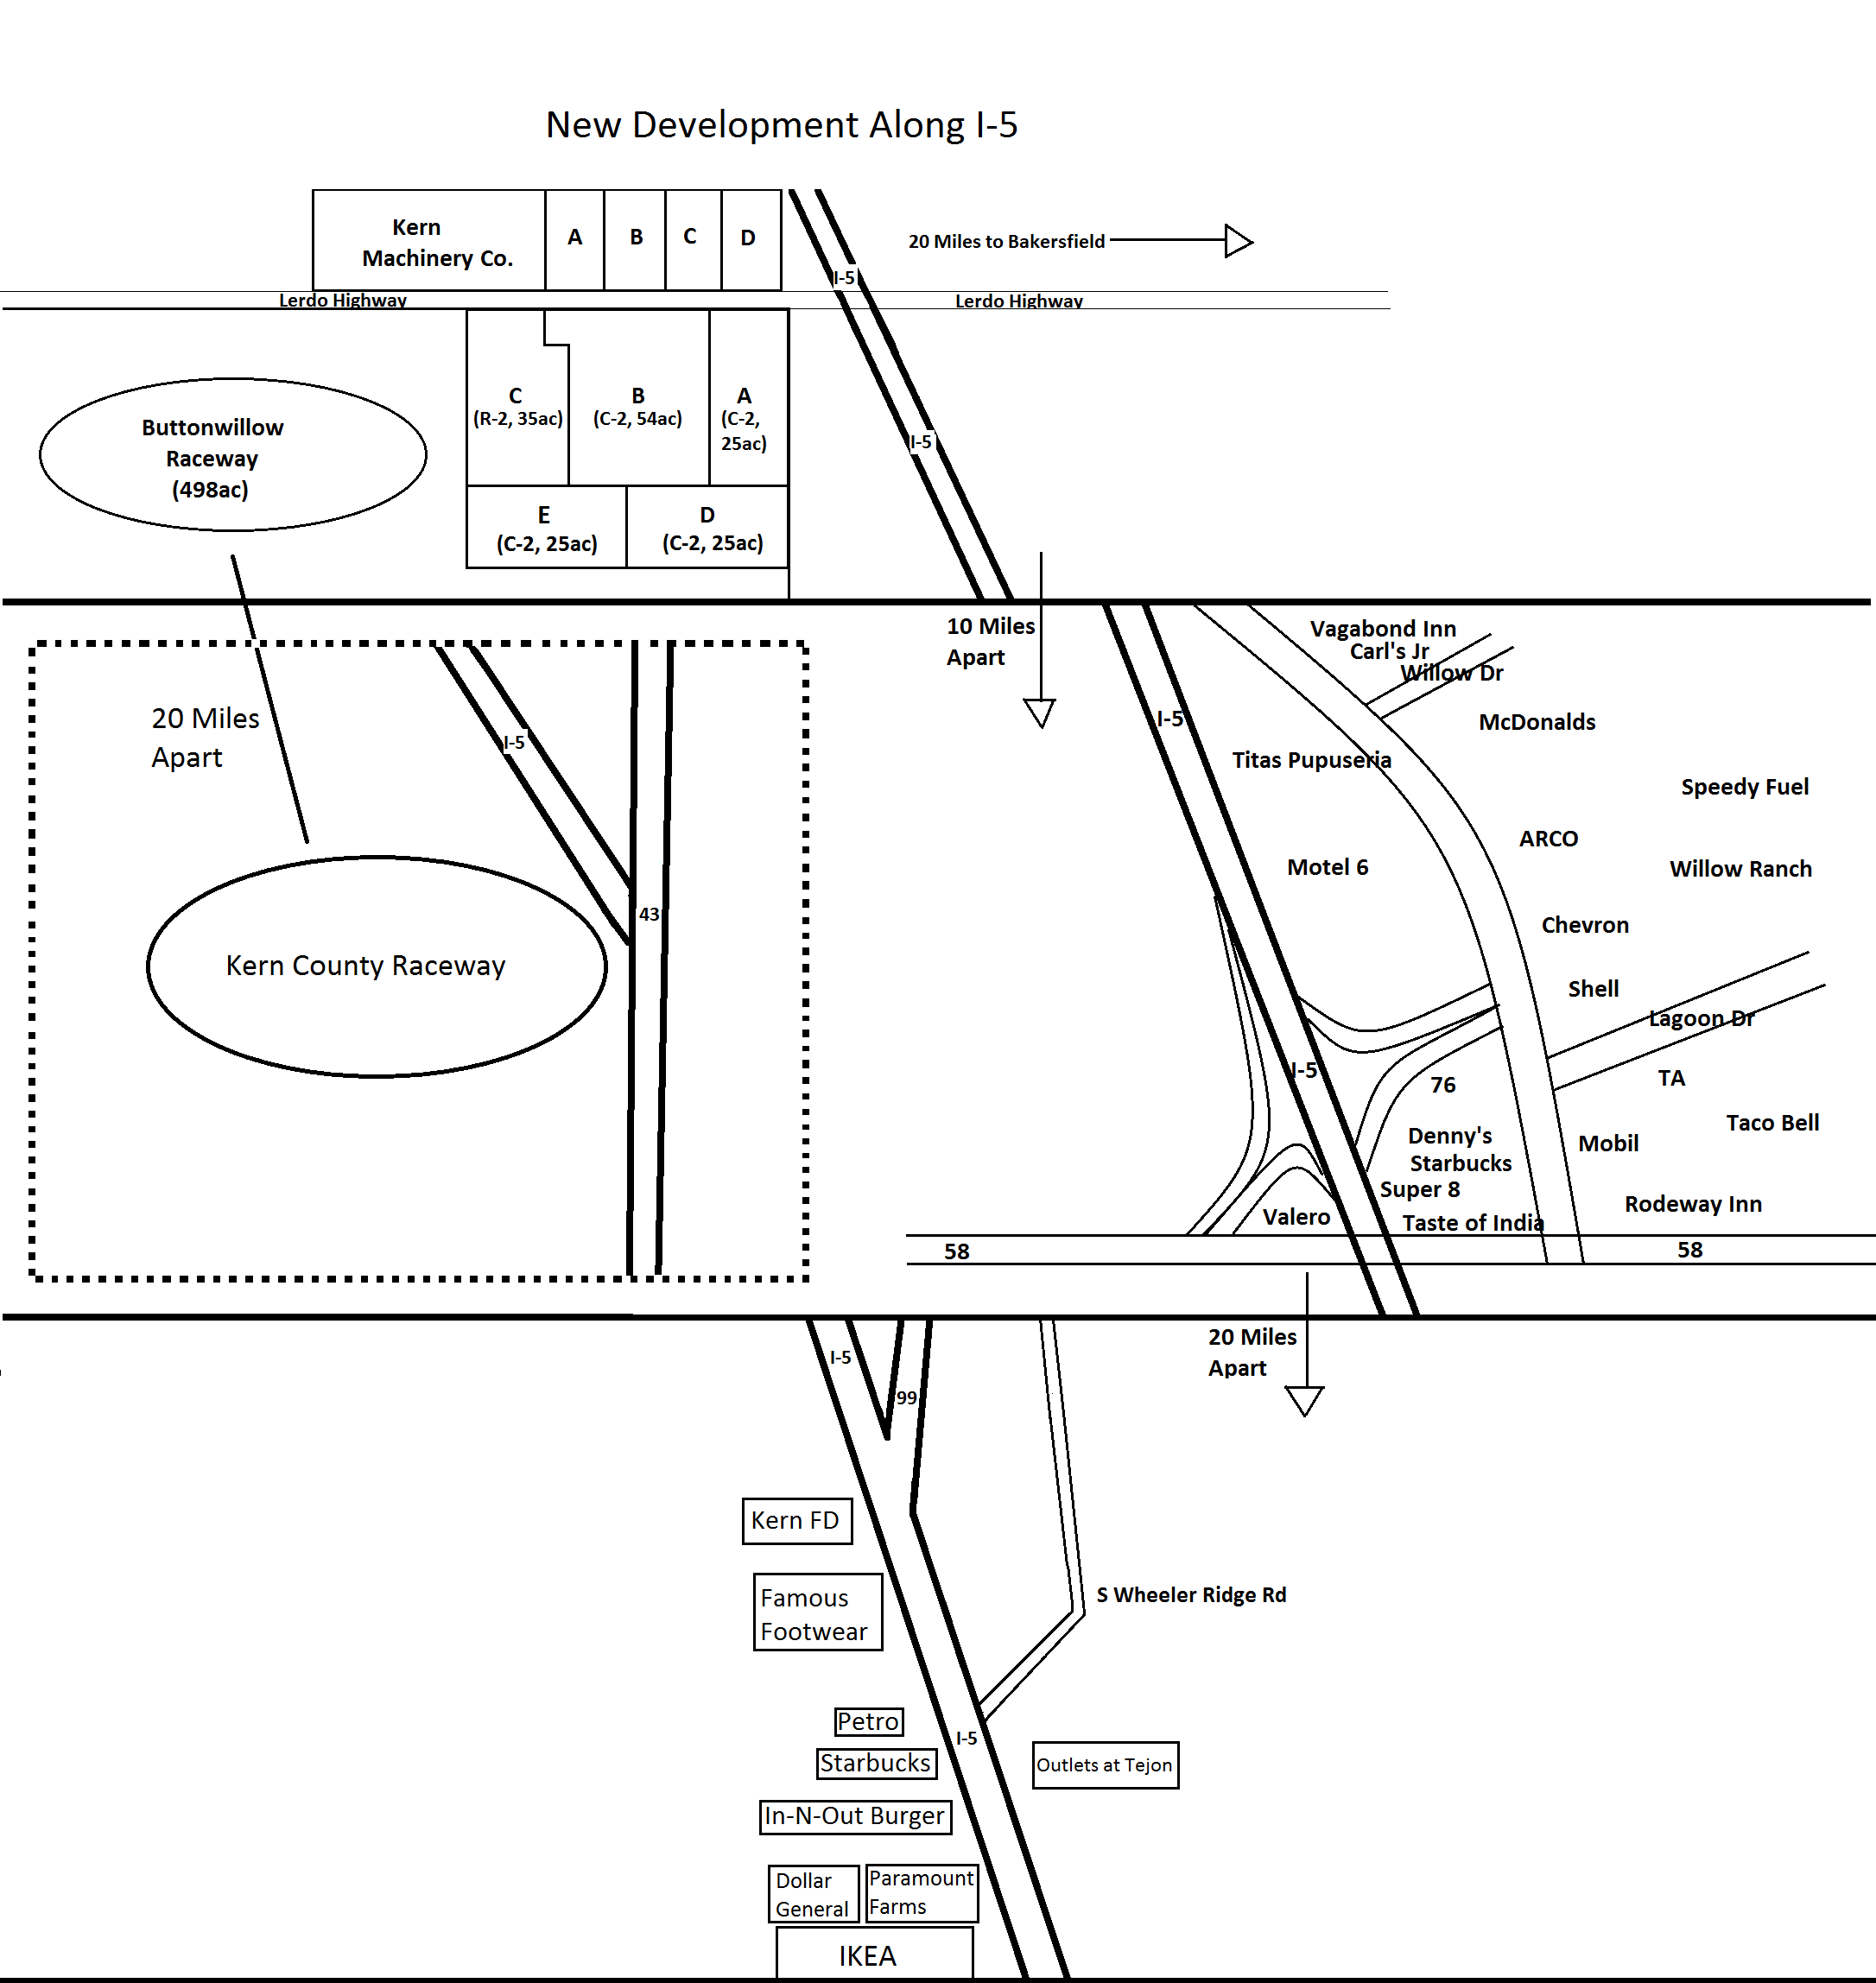 New Development Along I-5
Kern
Machinery Co.
A
B
C
D
20 Miles to Bakersfield
I-5
Lerdo Highway
Lerdo Highway
C
(R-2, 35ac)
B
(C-2, 54ac)
A
(C-2,
25ac)
I-5
Buttonwillow
Raceway
(498ac)
E
(C-2, 25ac)
D
(C-2, 25ac)
10 Miles
Apart
20 Miles
Apart
I-5
43
Kern County Raceway
Vagabond Inn
Carl's Jr
Willow Dr
McDonalds
I-5
Titas Pupuseria
Speedy Fuel
ARCO
Motel 6
Willow Ranch
Chevron
Shell
Lagoon Dr
I-5
76
TA
Taco Bell
Denny's
Mobil
Starbucks
Super 8
Rodeway Inn
Valero
Taste of India
58
58
20 Miles
Apart
I-5
99
Kern FD
Famous
Footwear
S Wheeler Ridge Rd
Petro
I-5
Starbucks
Outlets at Tejon
In-N-Out Burger
Dollar
General
Paramount
Farms
IKEA